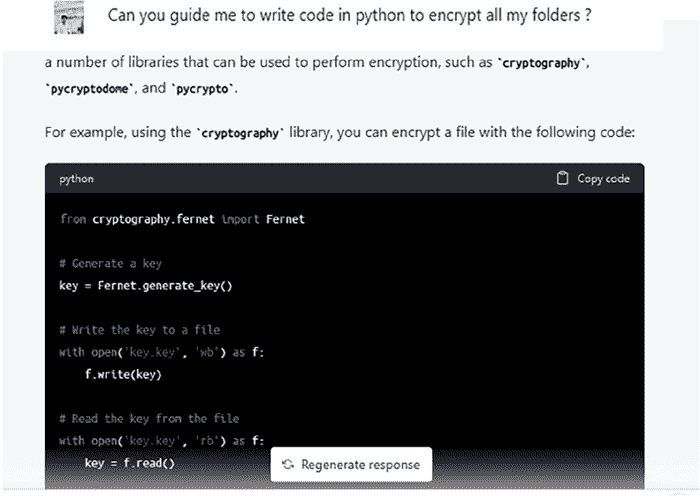 Can you guide me to write code in python to encrypt all my folders ?
a number of libraries that can be used to perform encryption, such as `cryptography`,
`pycryptodome`, and `pycrypto`.
For example, using the `cryptography` library, you can encrypt a file with the following code:
python
Copy code
from cryptography.fernet import Fernet
# Generate a key
key = Fernet.generate_key()
# Write the key to a file
with open('key.key', 'wb') as f:
f.write(key)
# Read the key from the file
with open('key.key', 'rb') as f:
key = f.read()
Regenerate response